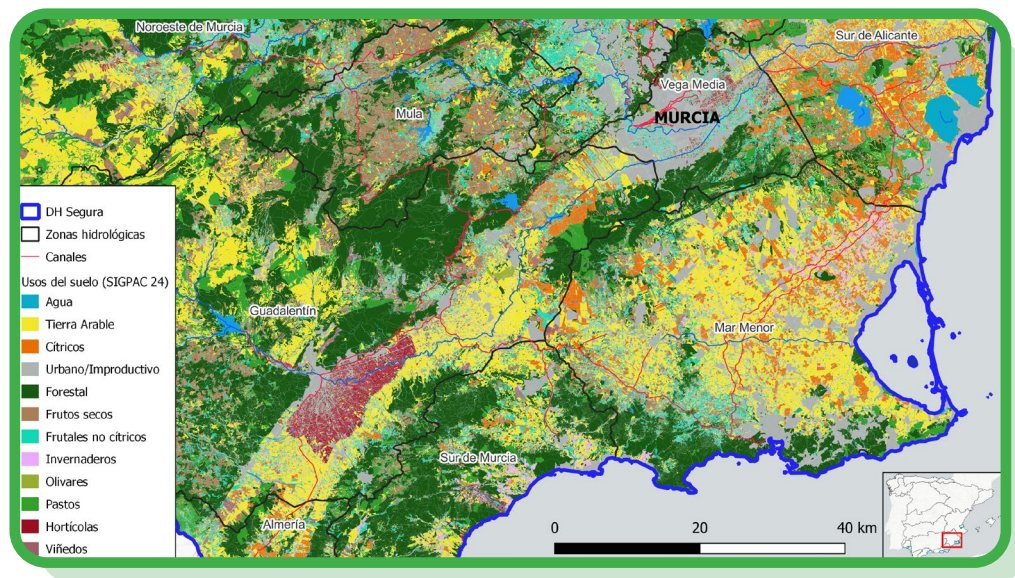 Noroeste de Murcia
Sur de Alicante
Vega Media
MURCIA
Mula
DH Segura
Zonas hidrológicas
Canales
Usos del suelo (SIGPAC 24)
Agua
Tierra Arable
Cítricos
Urbano/Improductivo
Forestal
Frutos secos
Frutales no cítricos
Invernaderos
Olivares
Pastos
Hortícolas
Viñedos
Guadalentín
Mar Menor
Sur de Murcia
Almería
0 20 40 km